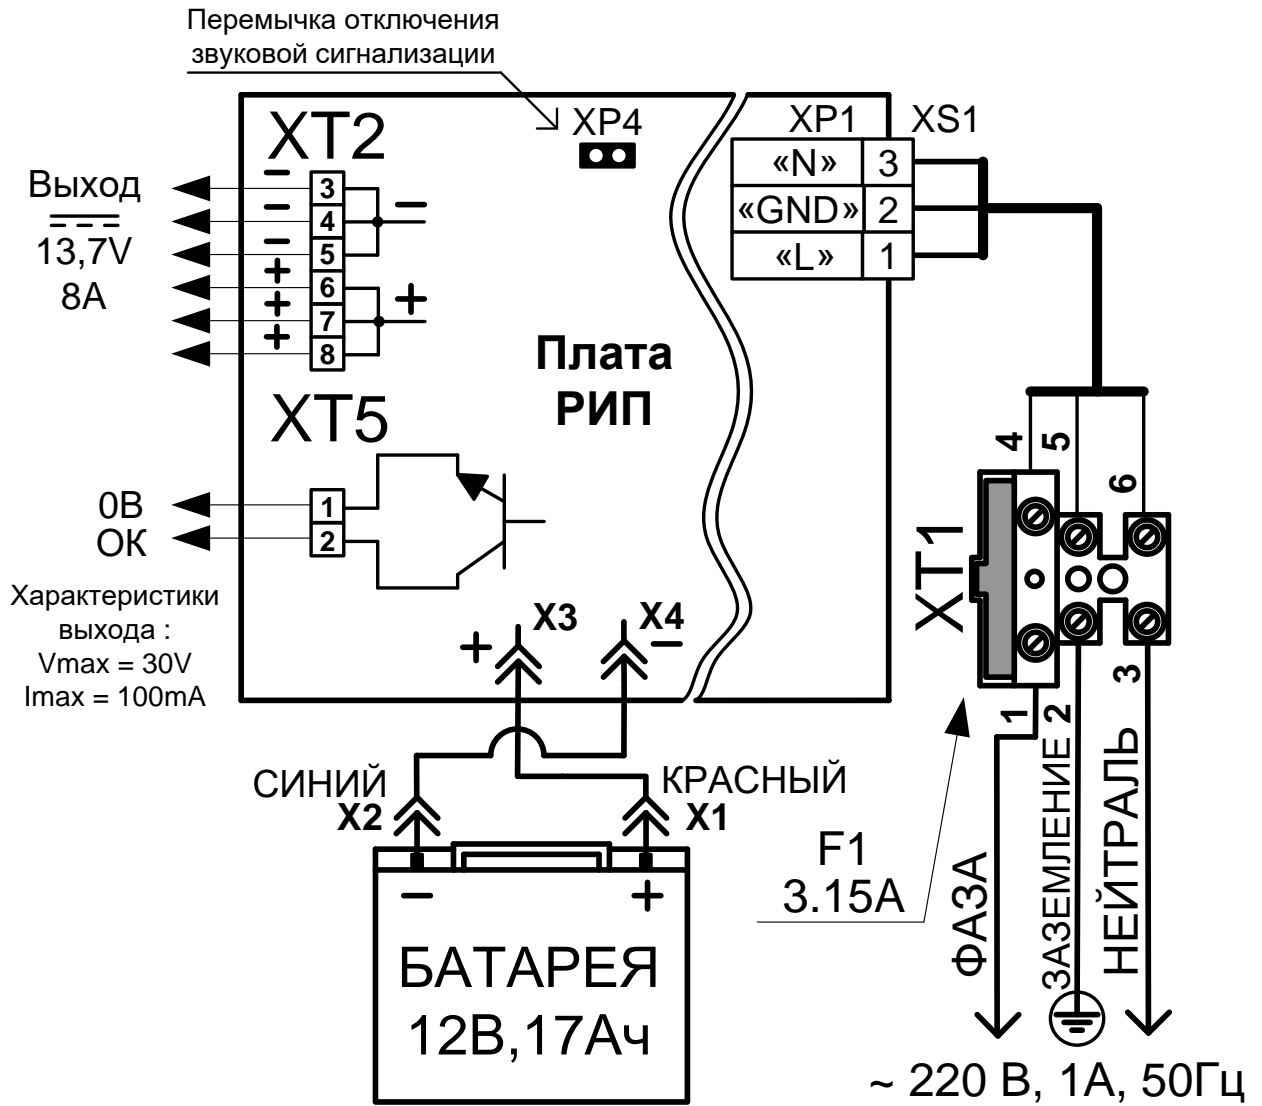 Перемычка отключения
звуковой сигнализации
XP4
XP1
XS1
XT2
«N» 3
«GND» 2
«L» 1
Выход
13,7V
8A
- 3
- 4 -
- 5
+ 6
+ 7 +
+ 8
Плата
РИП
XT5
0В 1
ОК 2
Характеристики
выхода :
Vmax = 30V
Imax = 100mA
+ X3
X4 -
4 5 6
XT1
1 2 3
СИНИЙ
X2
КРАСНЫЙ
X1
F1
3.15A
ФАЗА
ЗАЗЕМЛЕНИЕ
НЕЙТРАЛЬ
- +
БАТАРЕЯ
12В,17Ач
~ 220 В, 1А, 50Гц